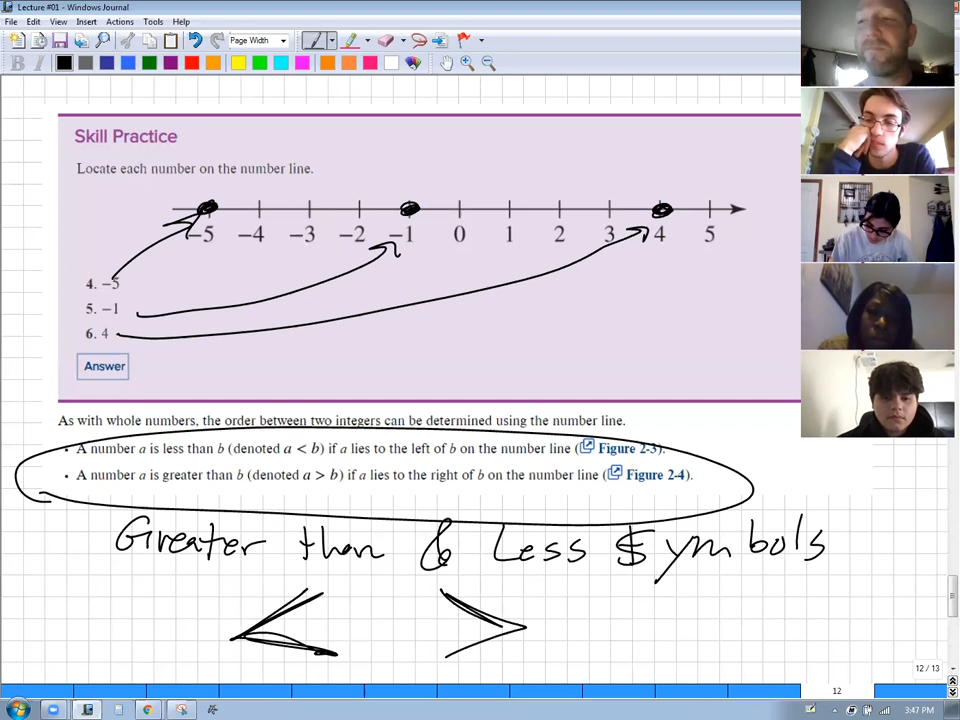 Lecture #01 - Windows Journal
File Edit View Insert Actions Tools Help
Page Width
B I
Skill Practice
Locate each number on the number line.
−5 −4 −3 −2 −1 0 1 2 3 4 5
4. −5
5. −1
6. 4
Answer
As with whole numbers, the order between two integers can be determined using the number line.
• A number a is less than b (denoted a < b) if a lies to the left of b on the number line (Figure 2-3).
• A number a is greater than b (denoted a > b) if a lies to the right of b on the number line (Figure 2-4).
Greater than & Less Symbols
< >
12 / 13
12
3:47 PM